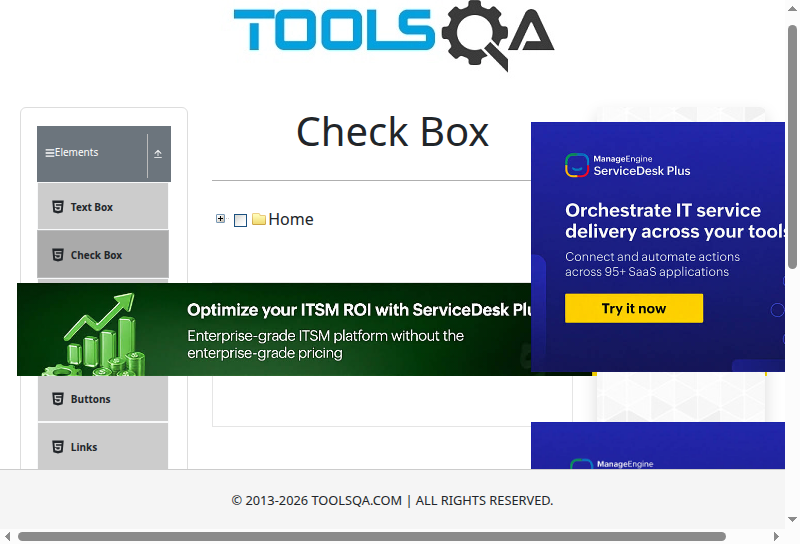 TOOLSQA
Check Box
Elements
Text Box
Check Box
Home
ManageEngine
ServiceDesk Plus
Orchestrate IT service
delivery across your tools
Connect and automate actions
across 95+ SaaS applications
Try it now
Optimize your ITSM ROI with ServiceDesk
Enterprise-grade ITSM platform without the
enterprise-grade pricing
Buttons
Links
ManageEngine
© 2013-2026 TOOLSQA.COM | ALL RIGHTS RESERVED.